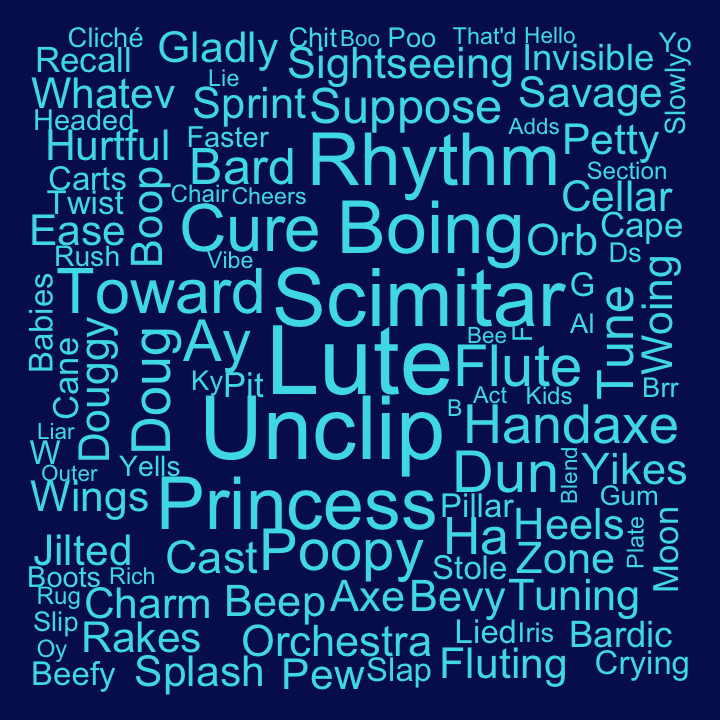 Cliché Gladly Chit Boo Poo That'd Hello Yo
Recall Sightseeing Invisible
Lie
Whatev Sprint Suppose Savage Slowly
Headed Faster Adds
Hurtful Bard Rhythm Petty
Carts Section
Twist Boop Chair Cheers Cellar
Ease Cure Boing Orb Cape
Rush Vibe Ds
Toward Scimitar G Woing
Babies Al
Ay Lute Bee F Tune
Cane Douggy Doug Ky Pit Flute Brr
Act Kids
Liar Unclip B Handaxe
W
Outer Yells Dun Blend Yikes
Wings Princess Pillar Gum
Jilted Cast Poopy Ha Heels Plate Moon
Boots Rich Stole Zone
Rug Charm Beep Axe Bevy Tuning
Slip Rakes Orchestra Lied Iris Bardic
Oy
Beefy Splash Pew Slap Fluting Crying